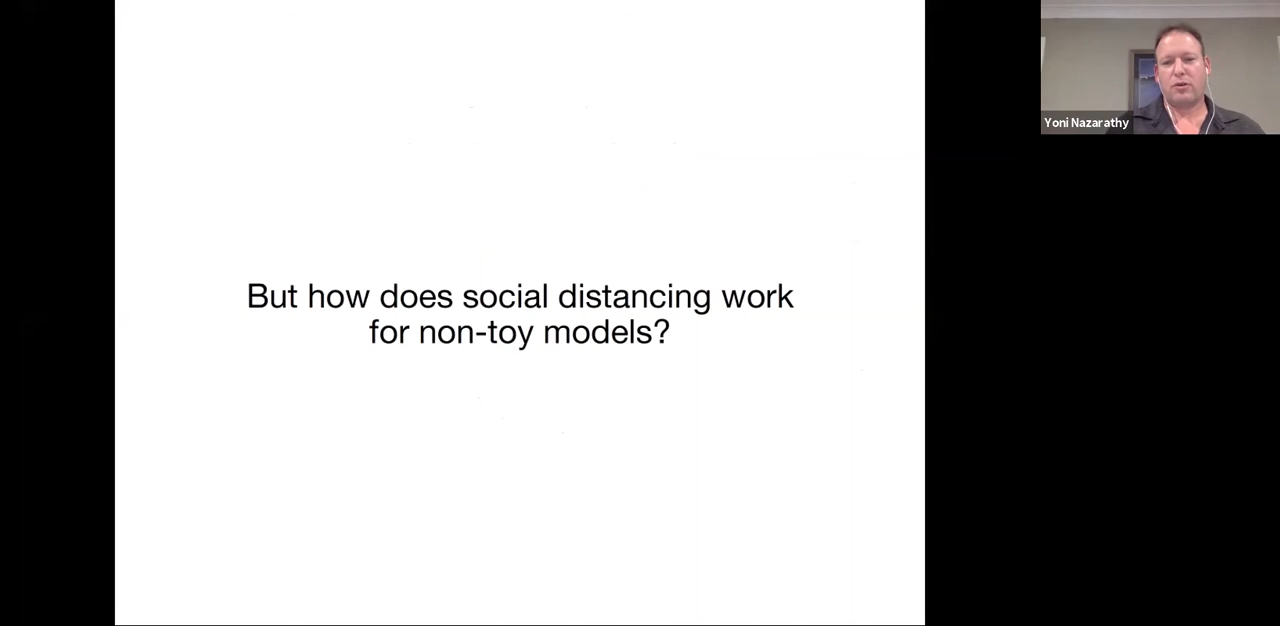 But how does social distancing work
for non-toy models?
Yoni Nazarathy